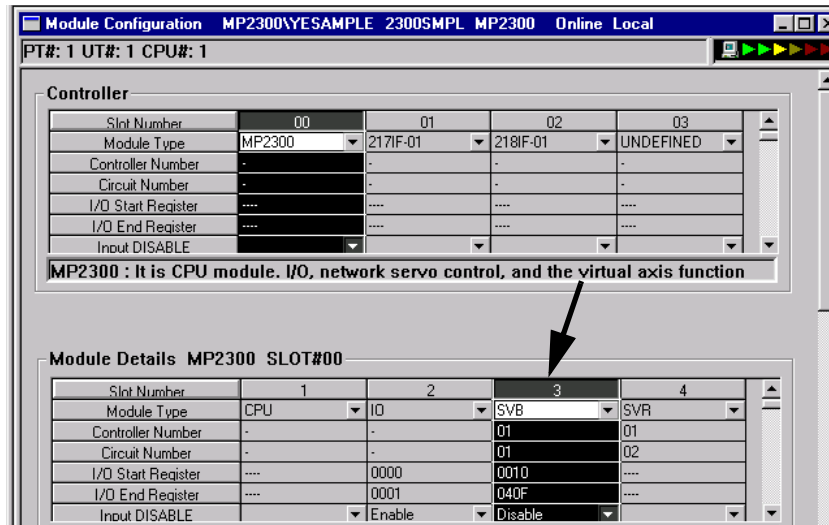 Module Configuration MP2300\YESAMPLE 2300SMPL MP2300 Online Local
PT#: 1 UT#: 1 CPU#: 1
Controller
Slot Number 00 01 02 03
Module Type MP2300 217IF-01 218IF-01 UNDEFINED
Controller Number - - - -
Circuit Number - - - -
I/O Start Register ---- ---- ---- ----
I/O End Register ---- ---- ---- ----
Input DISABLE
MP2300 : It is CPU module. I/O, network servo control, and the virtual axis function
Module Details MP2300 SLOT#00
Slot Number 1 2 3 4
Module Type CPU IO SVB SVR
Controller Number - - 01 01
Circuit Number - - 01 02
I/O Start Register ---- 0000 0010 ----
I/O End Register ---- 0001 040F ----
Input DISABLE Enable Disable